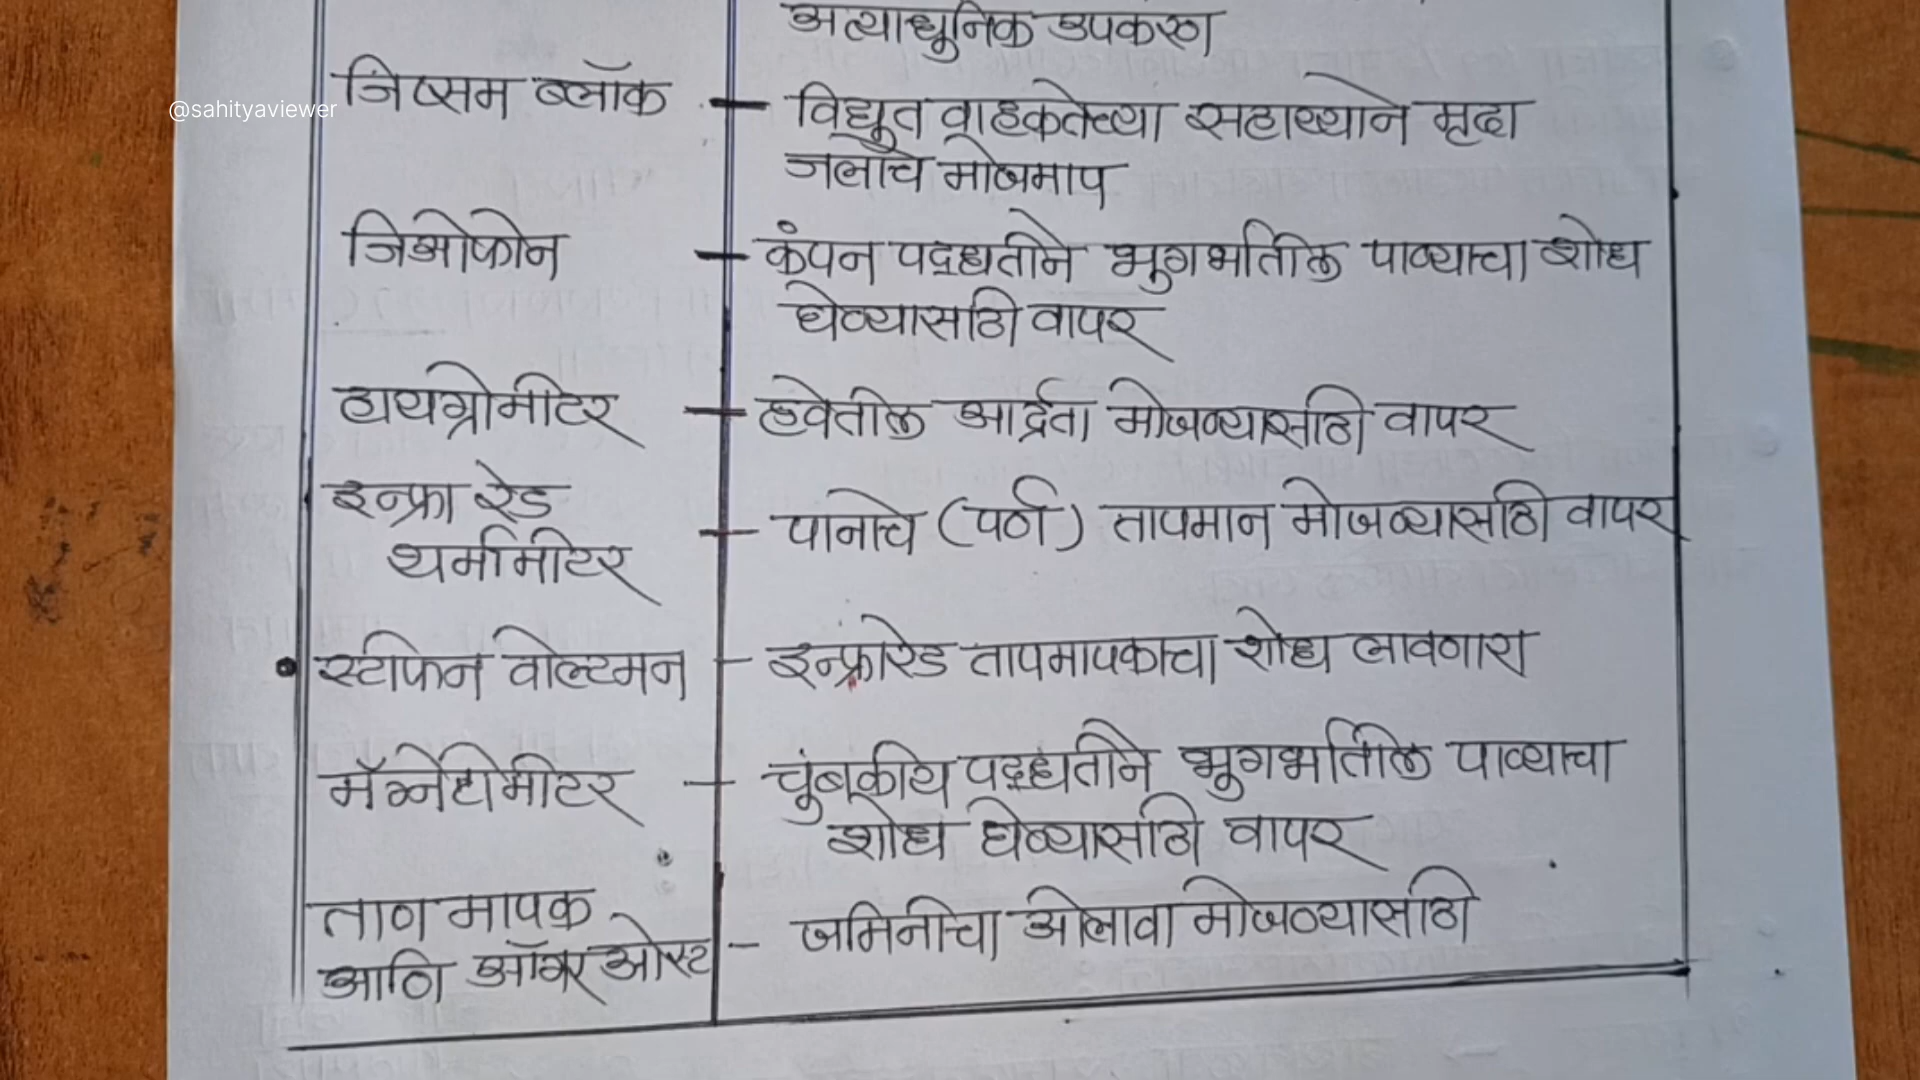 अत्याधुनिक उपकरण
@sahityaviewer
जिप्सम ब्लॉक — विद्युत वाहकतेच्या सहाय्याने मृदा
जलाचे मोजमाप
जिओफोन — कंपन पद्धतीने भुगर्भातिल पाण्याचा शोध
घेण्यासाठी वापर
हायग्रोमीटर — हवेतील आर्द्रता मोजण्यासाठी वापर
इन्फ्रा रेड
थर्मामीटर — पानाचे (पर्ण) तापमान मोजण्यासाठी वापर
• स्टीफन वोल्टमन - इन्फ्रारेड तापमापकाचा शोध लावणारा
मॅग्नेटोमीटर - चुंबकीय पद्धतीने भुगर्भातिल पाण्याचा
शोध घेण्यासाठी वापर
ताण मापक
आणि ऑगर ओस्ट - जमिनीचा ओलावा मोजण्यासाठी